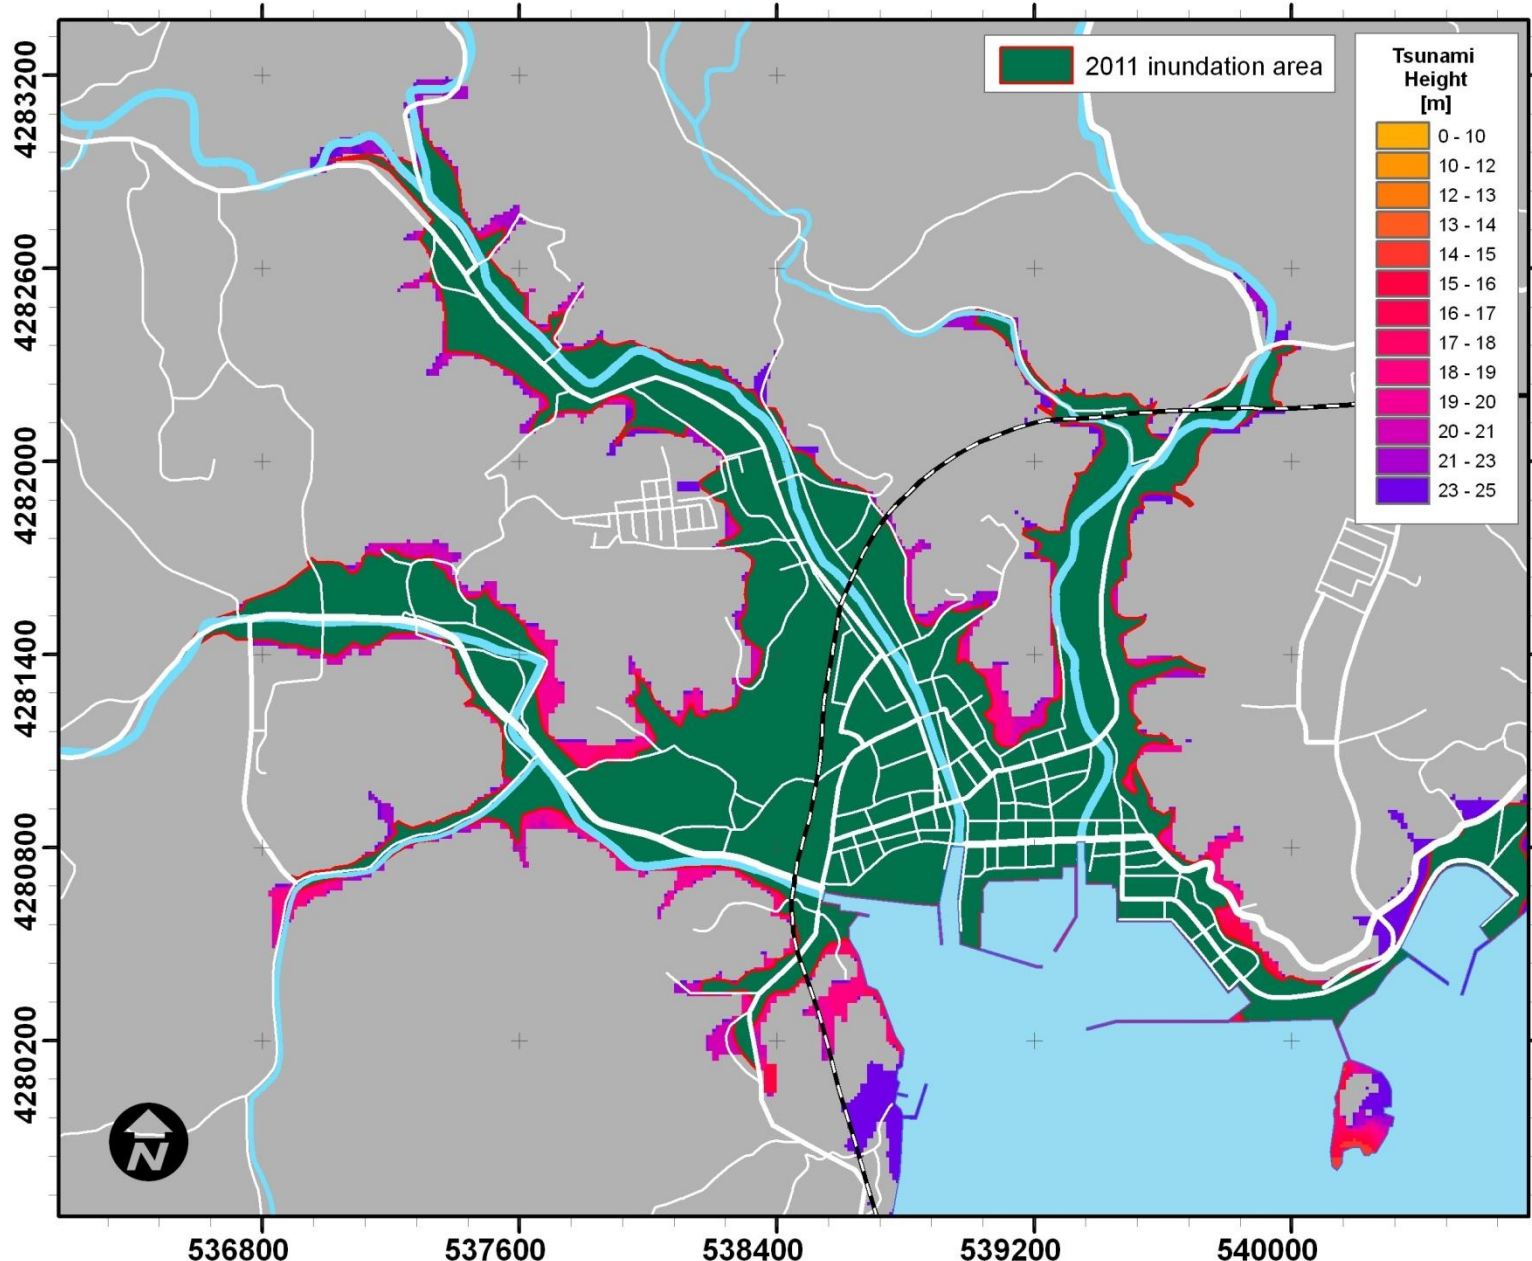 2011 inundation area
Tsunami
Height
[m]
0 - 10
10 - 12
12 - 13
13 - 14
14 - 15
15 - 16
16 - 17
17 - 18
18 - 19
19 - 20
20 - 21
21 - 23
23 - 25
4283200
4282600
4282000
4281400
4280800
4280200
N
536800
537600
538400
539200
540000